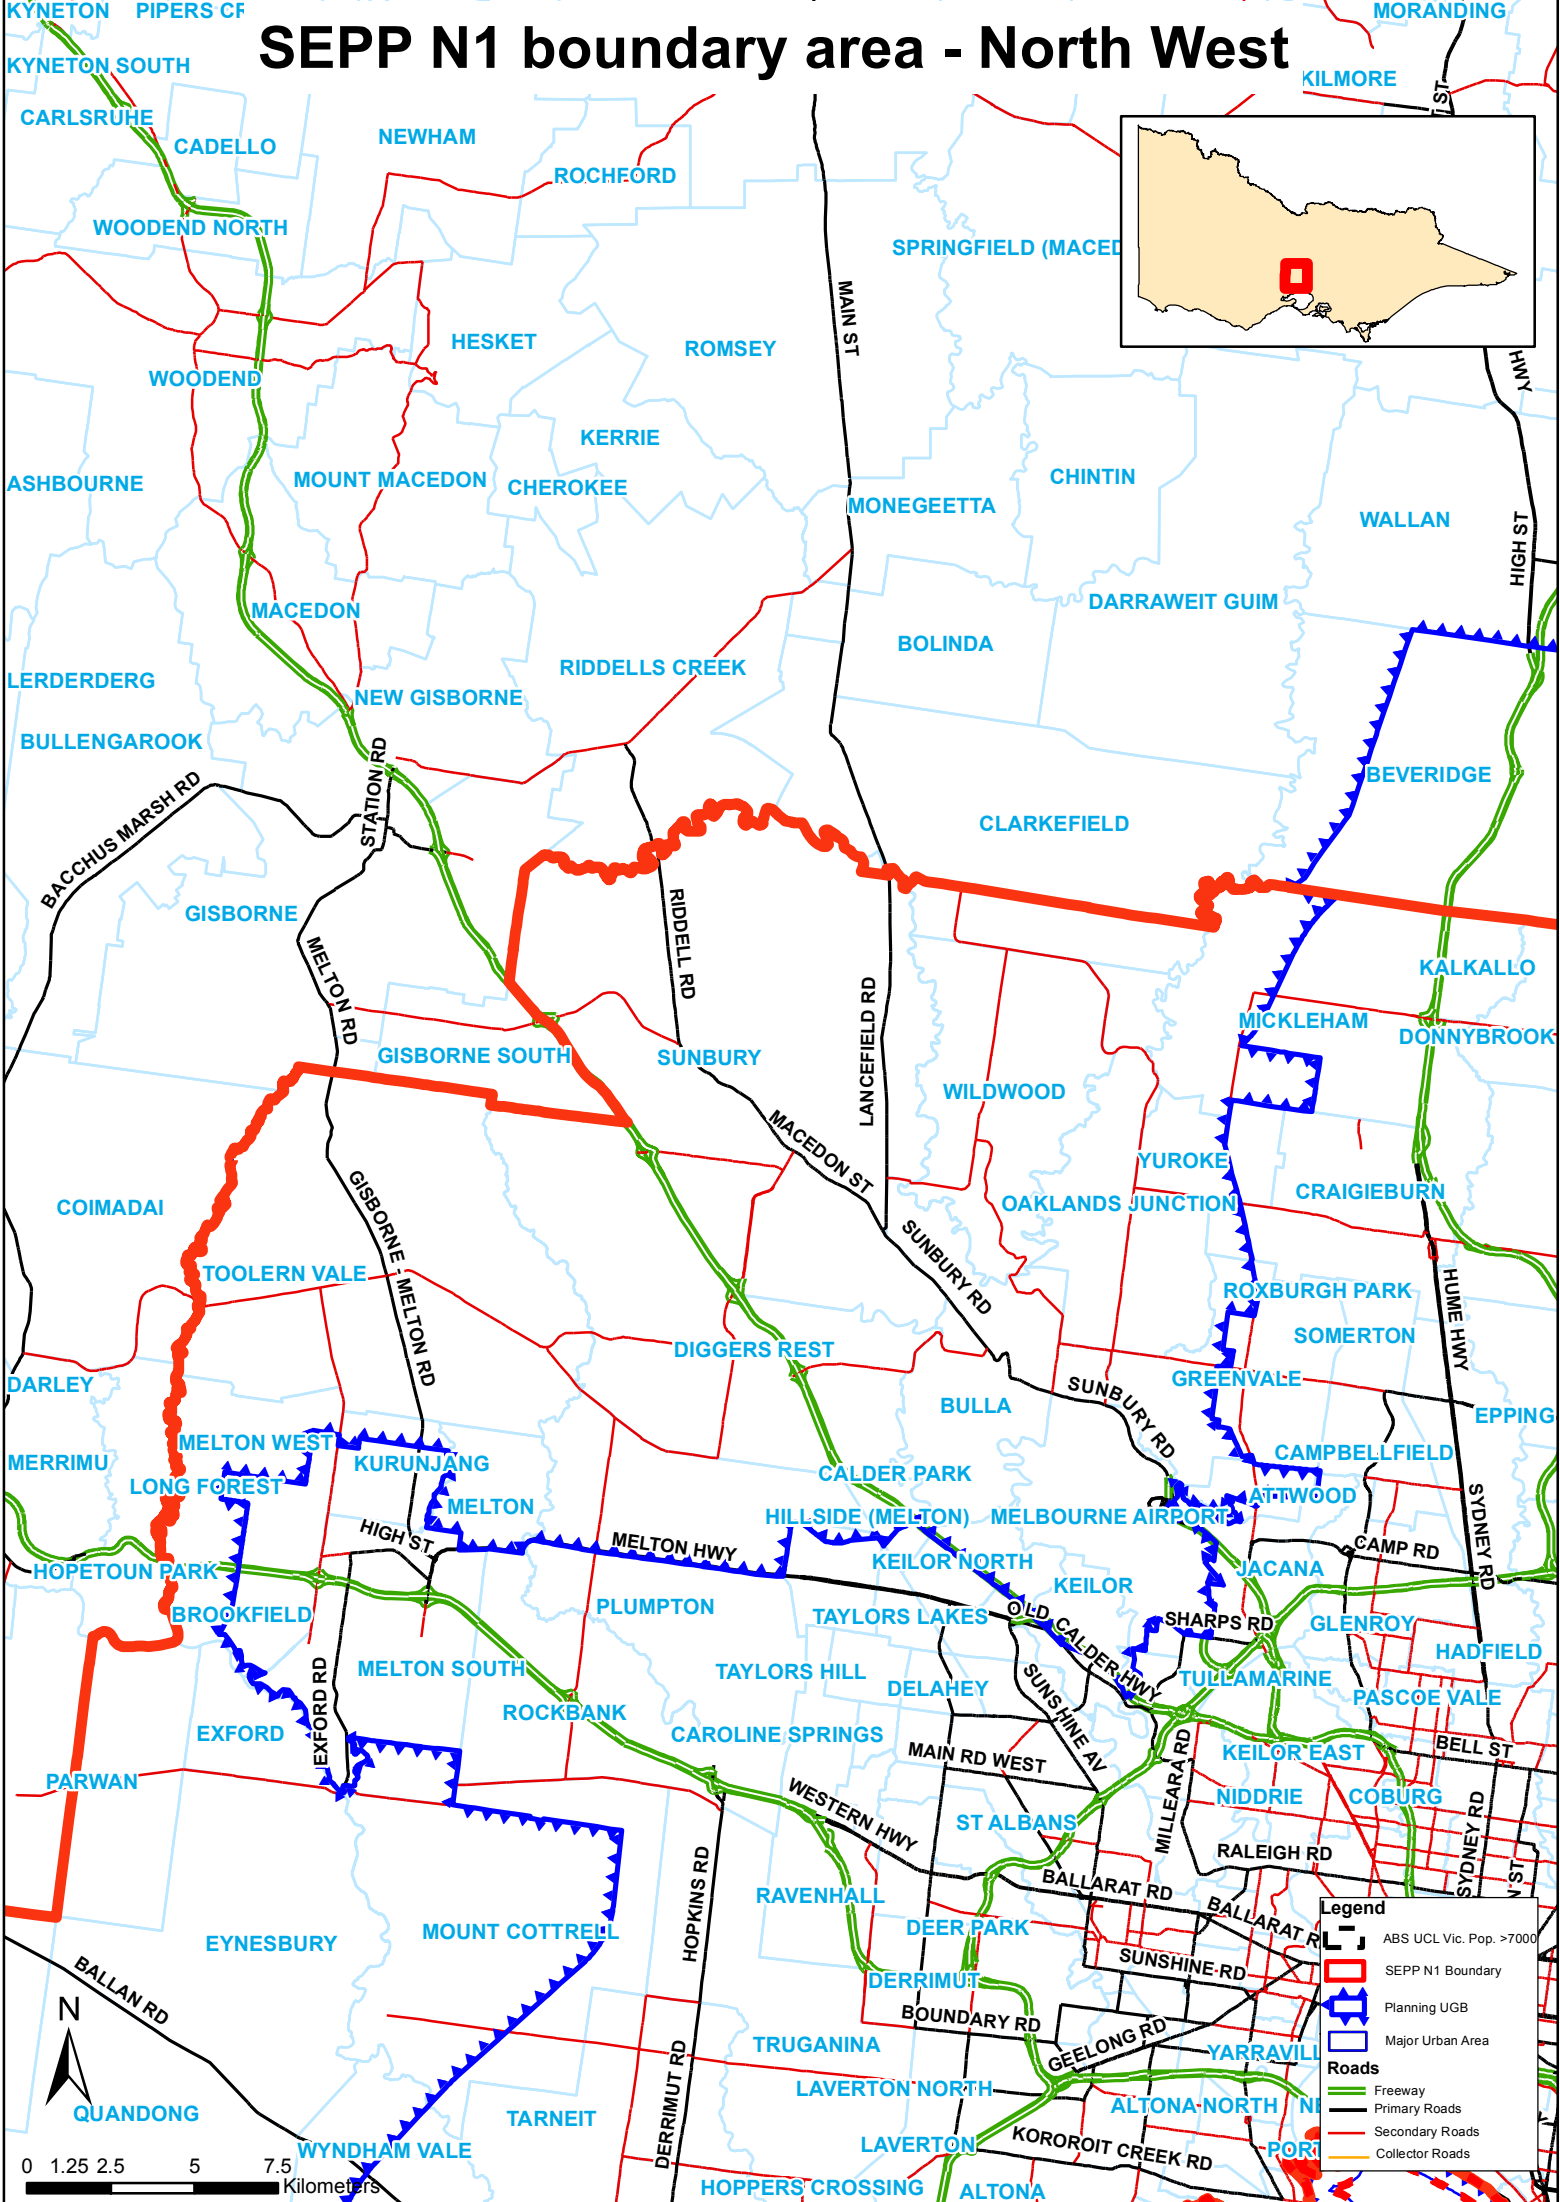 KYNETON
MORANDING
SEPP N1 boundary area - North West
KYNETON SOUTH
KILMORE
CARLSRUHE
NEWHAM
CADELLO
ROCHFORD
WOODEND NORTH
MAIN ST
HESKET
ROMSEY
HWY
WOODEND
KERRIE
ASHBOURNE
MOUNT MACEDON
CHEROKEE
CHINTIN
MONEGEETTA
WALLAN
HIGH ST
MACEDON
DARRAWEIT GUIM
BOLINDA
RIDDELLS CREEK
LERDERDERG
NEW GISBORNE
BULLENGAROOK
STATION RD
BEVERIDGE
BACCHUS MARSH RD
CLARKEFIELD
GISBORNE
RIDDELL RD
MELTON RD
LANCEFIELD RD
KALKALLO
MICKLEHAM
DONNYBROOK
GISBORNE SOUTH
SUNBURY
WILDWOOD
MACEDON ST
YUROKE
CRAIGIEBURN
COIMADAI
GISBORNE - MELTON RD
OAKLANDS JUNCTION
SUNBURY RD
TOOLERN VALE
ROXBURGH PARK
HUME HWY
SOMERTON
DIGGERS REST
DARLEY
GREENVALE
SUNBURY RD
BULLA
EPPING
MELTON WEST
CAMPBELLFIELD
MERRIMU
KURUNJANG
CALDER PARK
LONG FOREST
MELTON
ATTWOOD
SYDNEY RD
HILLSIDE (MELTON)
MELBOURNE AIRPORT
HIGH ST
MELTON HWY
CAMP RD
KEILOR NORTH
HOPETOUN PARK
JACANA
KEILOR
BROOKFIELD
PLUMPTON
TAYLORS LAKES
OLD CALDER HWY
SHARPS RD
GLENROY
HADFIELD
MELTON SOUTH
TAYLORS HILL
TULLAMARINE
DELAHEY
SUNSHINE AV
PASCOE VALE
EXFORD RD
ROCKBANK
EXFORD
CAROLINE SPRINGS
BELL ST
MAIN RD WEST
KEILOR EAST
PARWAN
MILLEARA RD
NIDDRIE
COBURG
WESTERN HWY
ST ALBANS
SYDNEY RD
RALEIGH RD
HOPKINS RD
BALLARAT RD
RAVENHALL
BALLARAT
DEER PARK
MOUNT COTTRELL
EYNESBURY
SUNSHINE RD
BALLAN RD
DERRIMUT
BOUNDARY RD
GEELONG RD
TRUGANINA
DERRIMUT RD
LAVERTON NORTH
ALTONA NORTH
QUANDONG
TARNEIT
WYNDHAM VALE
LAVERTON
KOROROIT CREEK RD
HOPPERS CROSSING
ALTONA
N
0 1.25 2.5 5 7.5
Kilometers
Legend
ABS UCL Vic. Pop. >7000
SEPP N1 Boundary
Planning UGB
Major Urban Area
Roads
Freeway
Primary Roads
Secondary Roads
Collector Roads